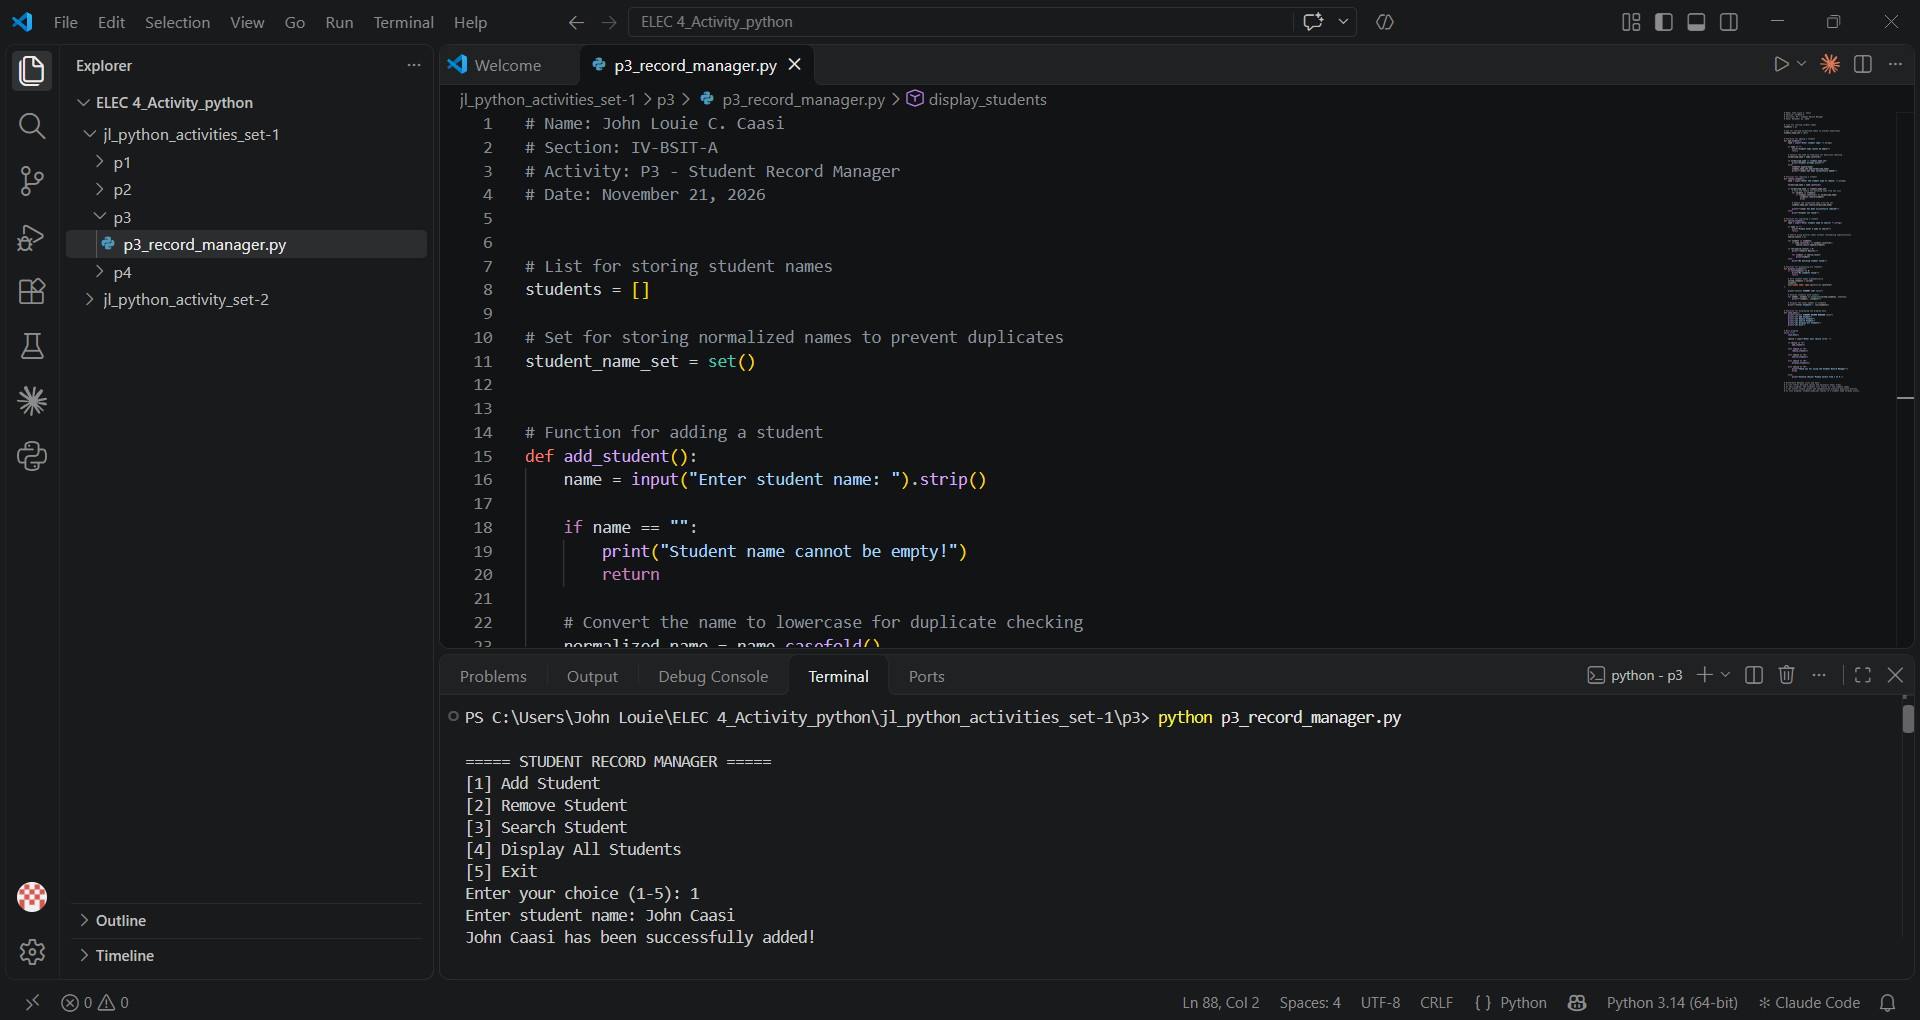 File Edit Selection View Go Run Terminal Help
ELEC 4_Activity_python
Explorer
ELEC 4_Activity_python
jl_python_activities_set-1
p1
p2
p3
p3_record_manager.py
p4
jl_python_activity_set-2
Outline
Timeline
Welcome
p3_record_manager.py
jl_python_activities_set-1 > p3 > p3_record_manager.py > display_students
1 # Name: John Louie C. Caasi
2 # Section: IV-BSIT-A
3 # Activity: P3 - Student Record Manager
4 # Date: November 21, 2026
5
6
7 # List for storing student names
8 students = []
9
10 # Set for storing normalized names to prevent duplicates
11 student_name_set = set()
12
13
14 # Function for adding a student
15 def add_student():
16 name = input("Enter student name: ").strip()
17
18 if name == "":
19 print("Student name cannot be empty!")
20 return
21
22 # Convert the name to lowercase for duplicate checking
23 normalized_name = name.casefold()
Problems Output Debug Console Terminal Ports
python - p3
PS C:\Users\John Louie\ELEC 4_Activity_python\jl_python_activities_set-1\p3> python p3_record_manager.py
===== STUDENT RECORD MANAGER =====
[1] Add Student
[2] Remove Student
[3] Search Student
[4] Display All Students
[5] Exit
Enter your choice (1-5): 1
Enter student name: John Caasi
John Caasi has been successfully added!
0 0
Ln 88, Col 2 Spaces: 4 UTF-8 CRLF { } Python Python 3.14 (64-bit) Claude Code